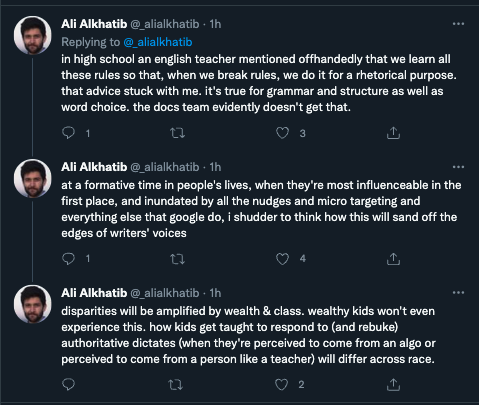 Ali Alkhatib @_alialkhatib · 1h
Replying to @_alialkhatib
in high school an english teacher mentioned offhandedly that we learn all
these rules so that, when we break rules, we do it for a rhetorical purpose.
that advice stuck with me. it's true for grammar and structure as well as
word choice. the docs team evidently doesn't get that.
1 3
Ali Alkhatib @_alialkhatib · 1h
at a formative time in people's lives, when they're most influenceable in the
first place, and inundated by all the nudges and micro targeting and
everything else that google do, i shudder to think how this will sand off the
edges of writers' voices
1 4
Ali Alkhatib @_alialkhatib · 1h
disparities will be amplified by wealth & class. wealthy kids won't even
experience this. how kids get taught to respond to (and rebuke)
authoritative dictates (when they're perceived to come from an algo or
perceived to come from a person like a teacher) will differ across race.
2